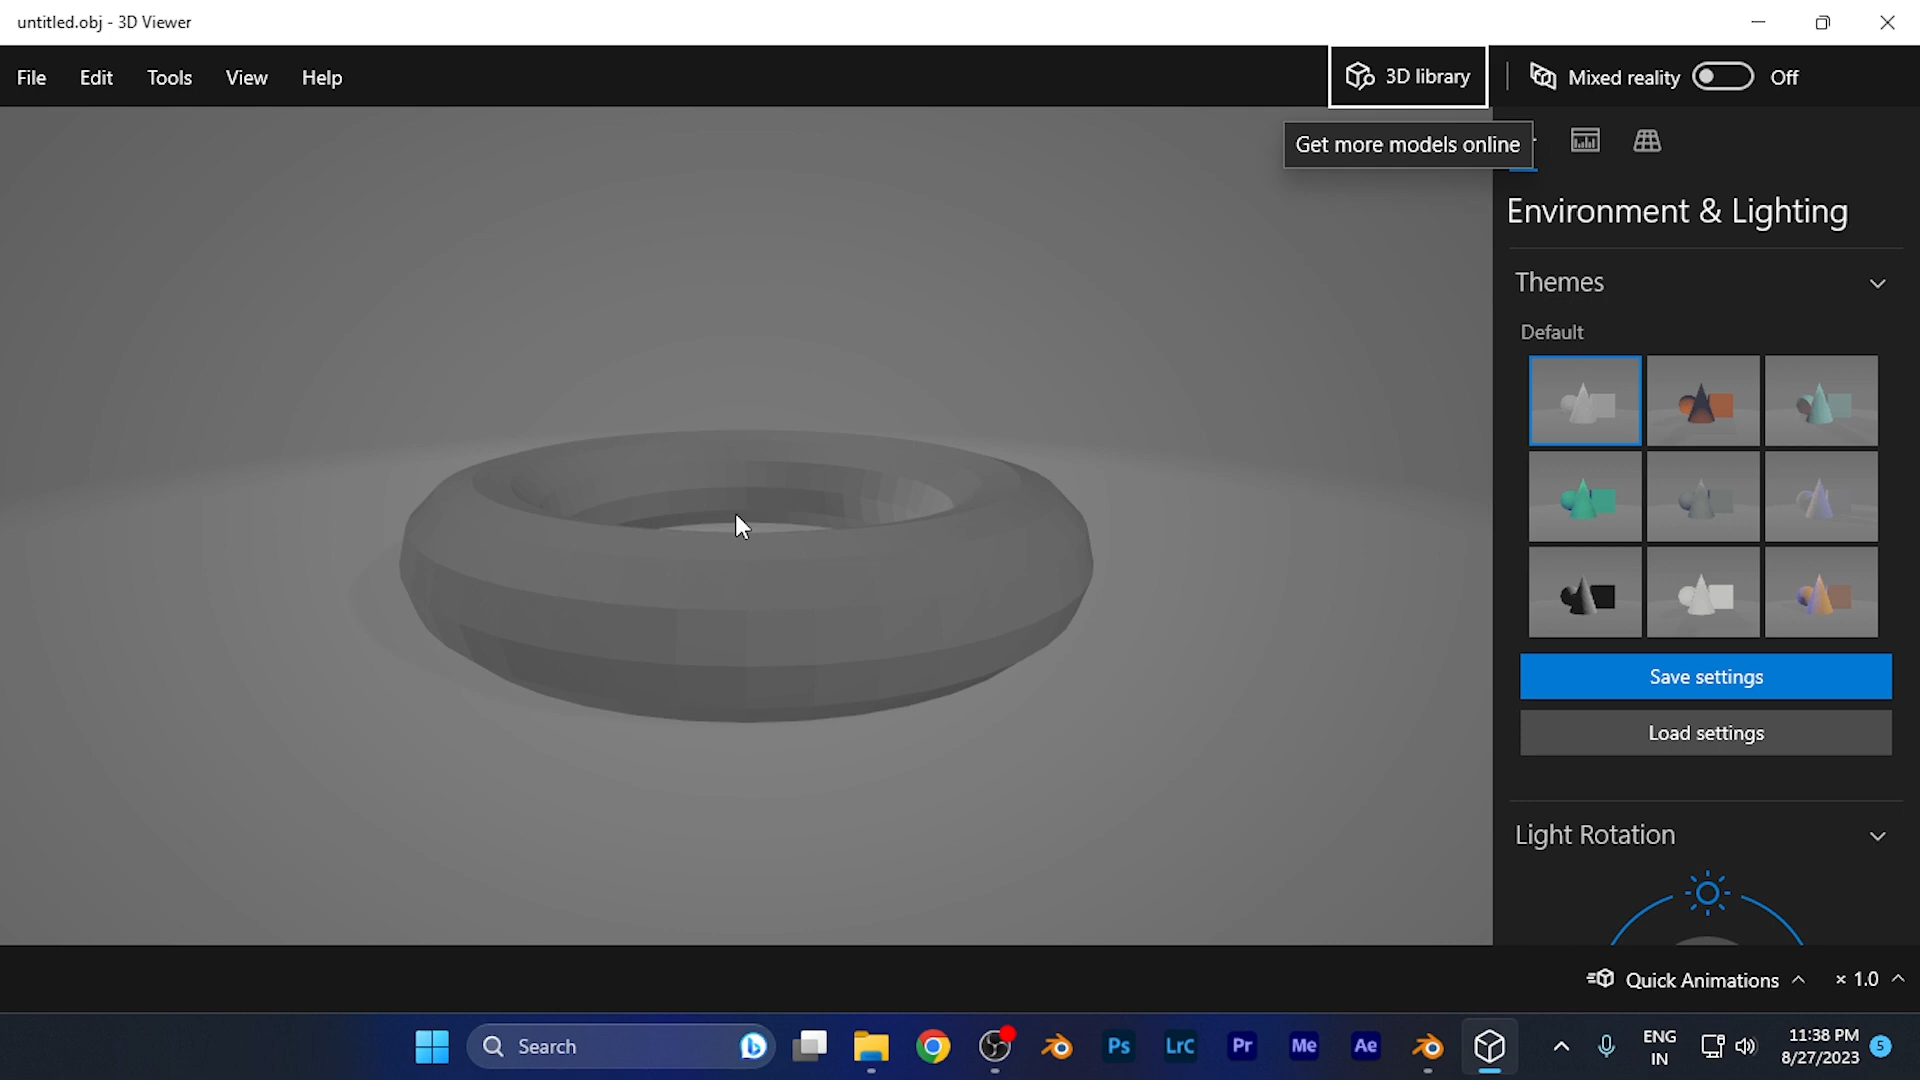 untitled.obj - 3D Viewer
File Edit Tools View Help
3D library
Mixed reality Off
Get more models online
Environment & Lighting
Themes
Default
Save settings
Load settings
Light Rotation
Quick Animations × 1.0
Search
Ps LrC Pr Me Ae
ENG
IN
11:38 PM
8/27/2023
5